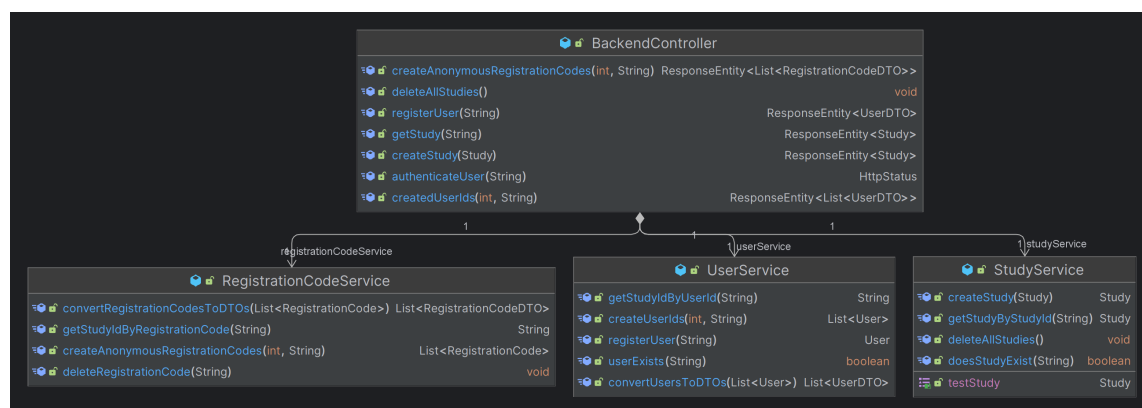 BackendController
createAnonymousRegistrationCodes(int, String) ResponseEntity<List<RegistrationCodeDTO>>
deleteAllStudies() void
registerUser(String) ResponseEntity<UserDTO>
getStudy(String) ResponseEntity<Study>
createStudy(Study) ResponseEntity<Study>
authenticateUser(String) HttpStatus
createdUserIds(int, String) ResponseEntity<List<UserDTO>>
1 1 1
1 registrationCodeService 1 userService 1 studyService
RegistrationCodeService
convertRegistrationCodesToDTOs(List<RegistrationCode>) List<RegistrationCodeDTO>
getStudyIdByRegistrationCode(String) String
createAnonymousRegistrationCodes(int, String) List<RegistrationCode>
deleteRegistrationCode(String) void
UserService
getStudyIdByUserId(String) String
createUserIds(int, String) List<User>
registerUser(String) User
userExists(String) boolean
convertUsersToDTOs(List<User>) List<UserDTO>
StudyService
createStudy(Study) Study
getStudyByStudyId(String) Study
deleteAllStudies() void
doesStudyExist(String) boolean
testStudy Study